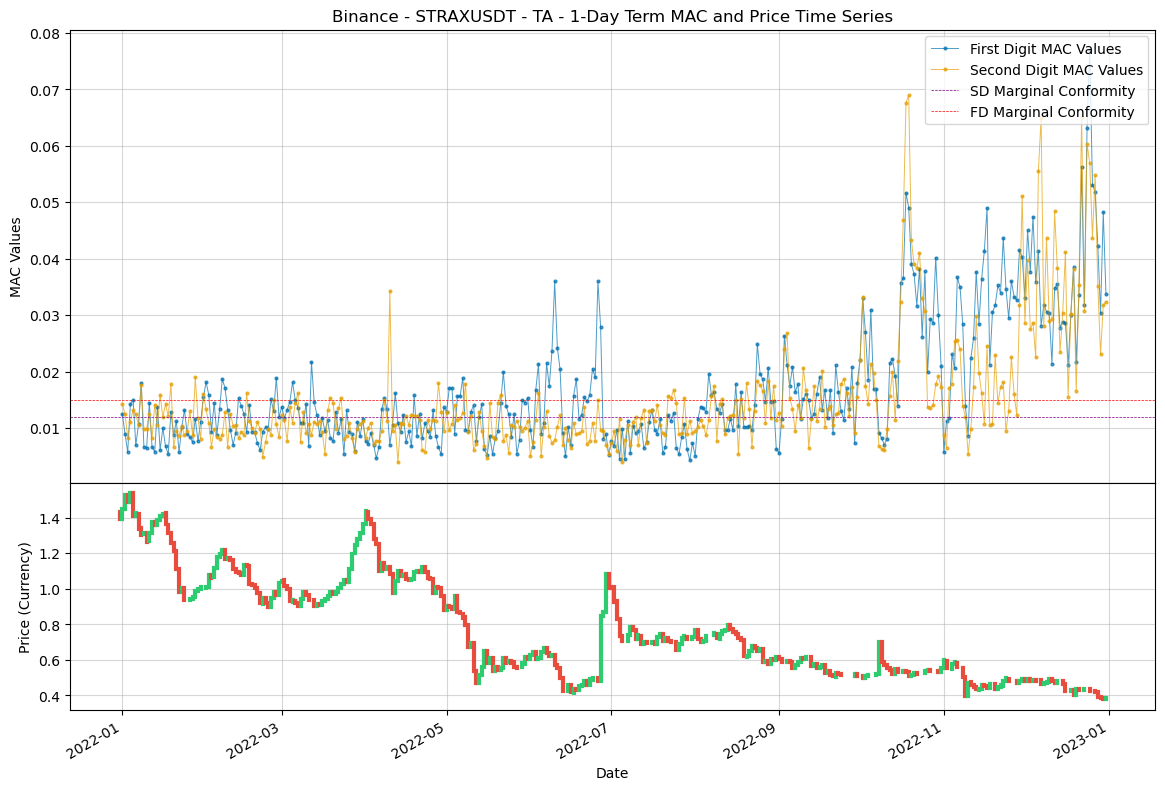 Binance - STRAXUSDT - TA - 1-Day Term MAC and Price Time Series
0.08
0.07
0.06
0.05
0.04
0.03
0.02
0.01
MAC Values
First Digit MAC Values
Second Digit MAC Values
SD Marginal Conformity
FD Marginal Conformity
1.4
1.2
1.0
0.8
0.6
0.4
Price (Currency)
2022-01
2022-03
2022-05
2022-07
2022-09
2022-11
2023-01
Date